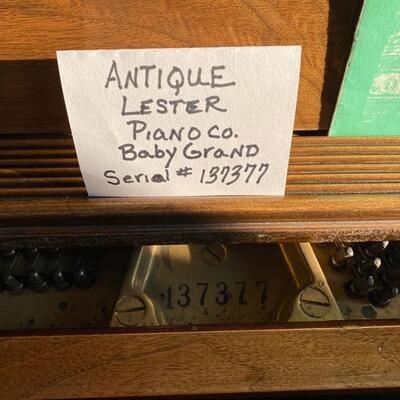 ANTIQUE
LESTER
PIANO CO.
Baby GRAND
Serial # 137377
137377